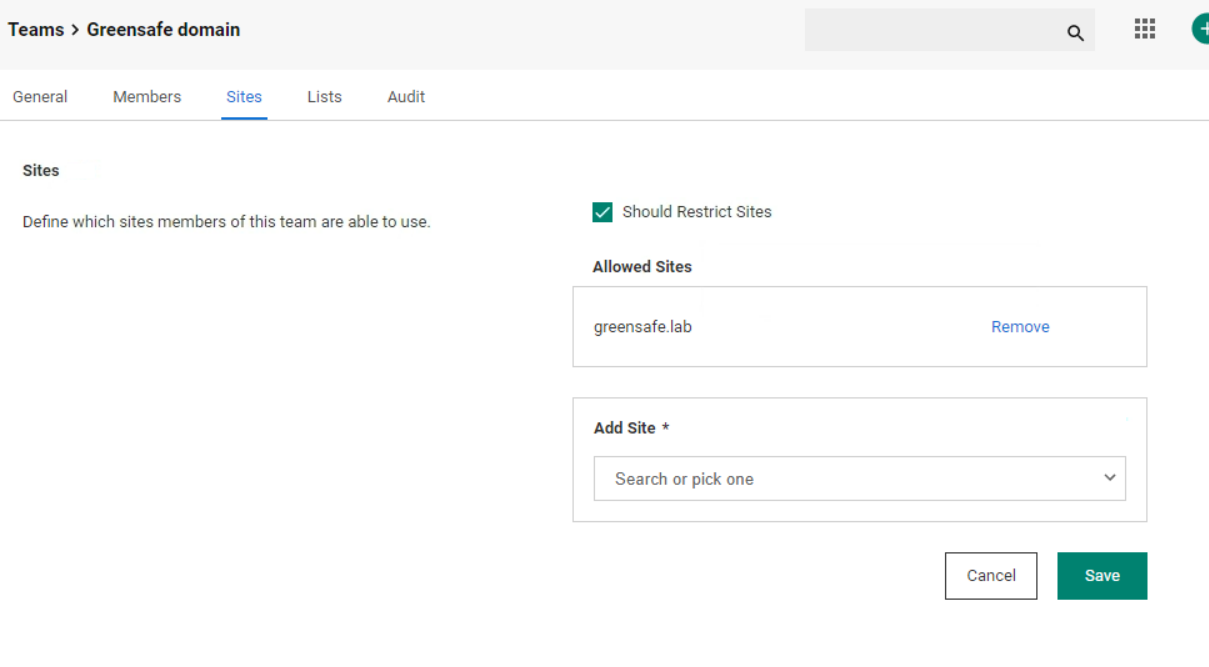 Teams > Greensafe domain
General Members Sites Lists Audit
Sites
Define which sites members of this team are able to use.
Should Restrict Sites
Allowed Sites
greensafe.lab Remove
Add Site *
Search or pick one
Cancel Save